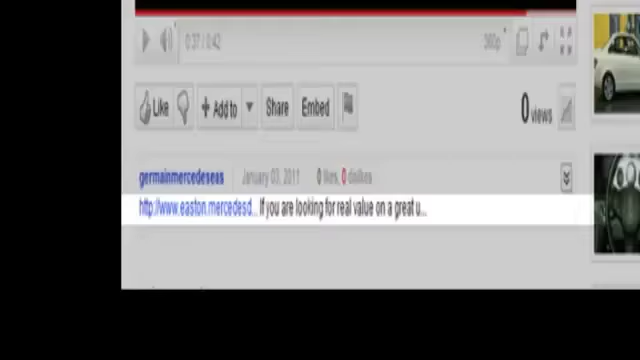 0:37 / 0:42 360p
Like Add to Share Embed 0 views
germainmercedeseas January 03, 2011 0 likes, 0 dislikes
http://www.easton.mercedesd... If you are looking for real value on a great u...